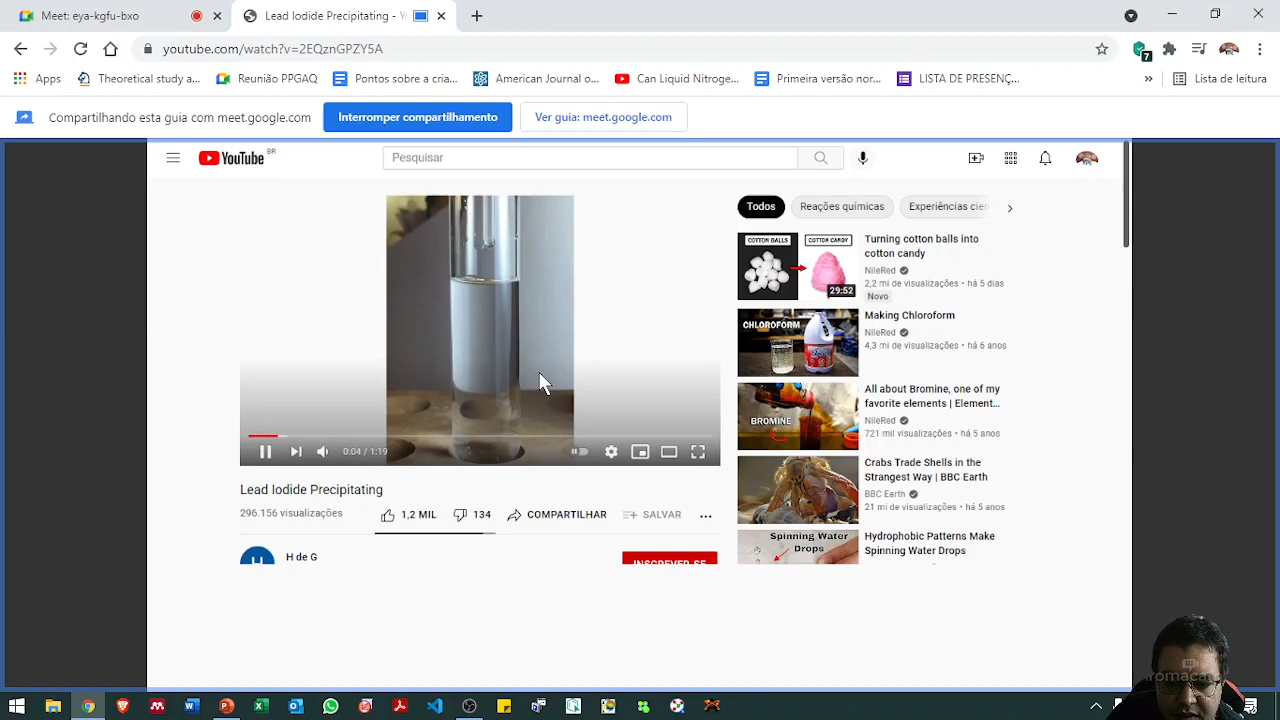 Meet: eya-kgfu-bxo
Lead Iodide Precipitating - Y
youtube.com/watch?v=2EQznGPZY5A
7
Apps
Theoretical study a...
Reunião PPGAQ
Pontos sobre a cria...
American Journal o...
Can Liquid Nitroge...
Primeira versão nor...
LISTA DE PRESENÇ...
»
Lista de leitura
Compartilhando esta guia com meet.google.com
Interromper compartilhamento
Ver guia: meet.google.com
YouTube BR
Pesquisar
Todos
Reações químicas
Experiências cien
COTTON BALLS
COTTON CANDY
29:52
Turning cotton balls into
cotton candy
NileRed
2,2 mi de visualizações • há 5 dias
Novo
CHLOROFORM
Making Chloroform
NileRed
4,3 mi de visualizações • há 6 anos
BROMINE
All about Bromine, one of my
favorite elements | Element...
NileRed
721 mil visualizações • há 5 anos
Crabs Trade Shells in the
Strangest Way | BBC Earth
BBC Earth
21 mi de visualizações • há 5 anos
Spinning Water
Drops
Hydrophobic Patterns Make
Spinning Water Drops
0:04 / 1:19
Lead Iodide Precipitating
296.156 visualizações
1,2 MIL
134
COMPARTILHAR
SALVAR
H
H de G
INSCREVER-SE